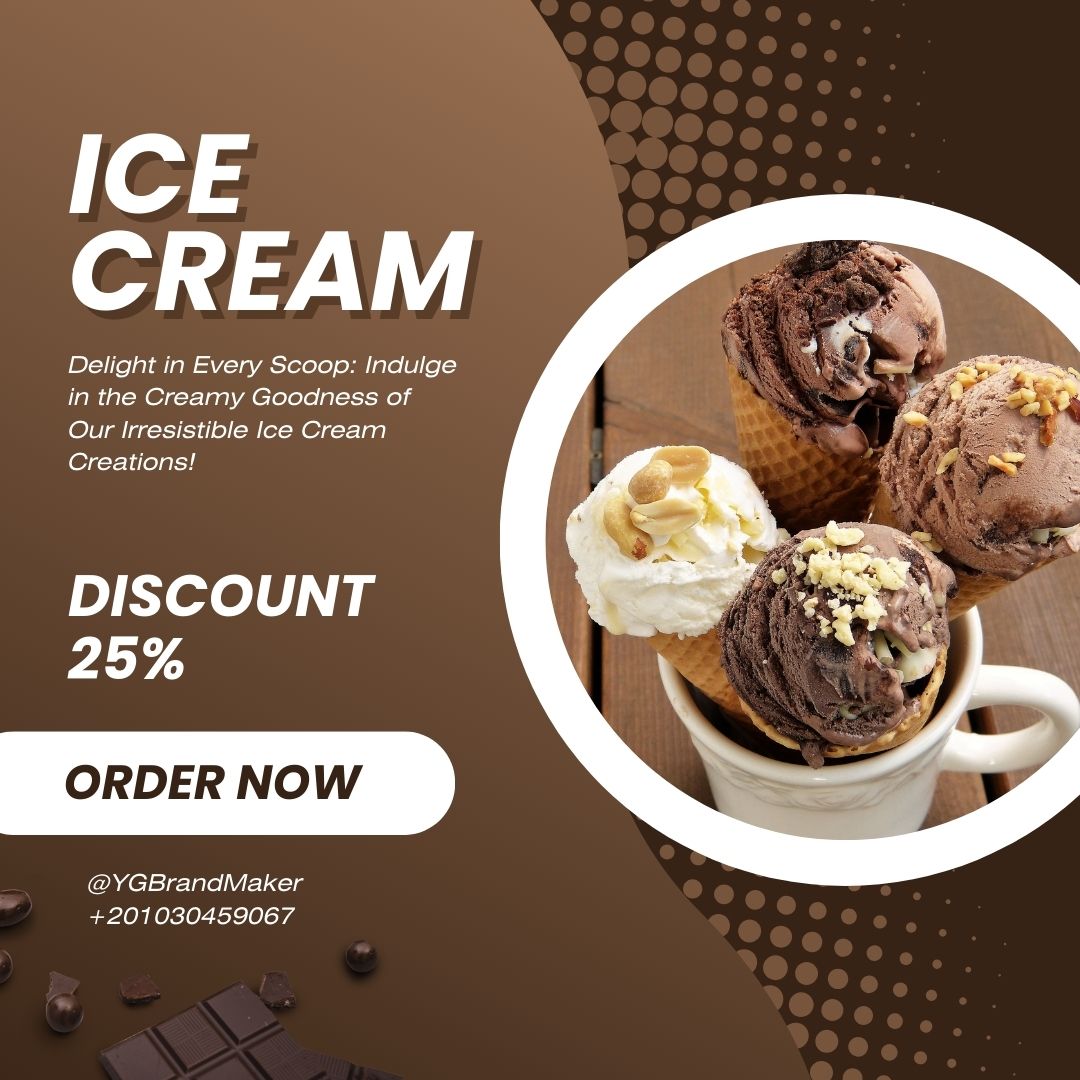 ICE
CREAM
Delight in Every Scoop: Indulge
in the Creamy Goodness of
Our Irresistible Ice Cream
Creations!
DISCOUNT
25%
ORDER NOW
@YGBrandMaker
+201030459067